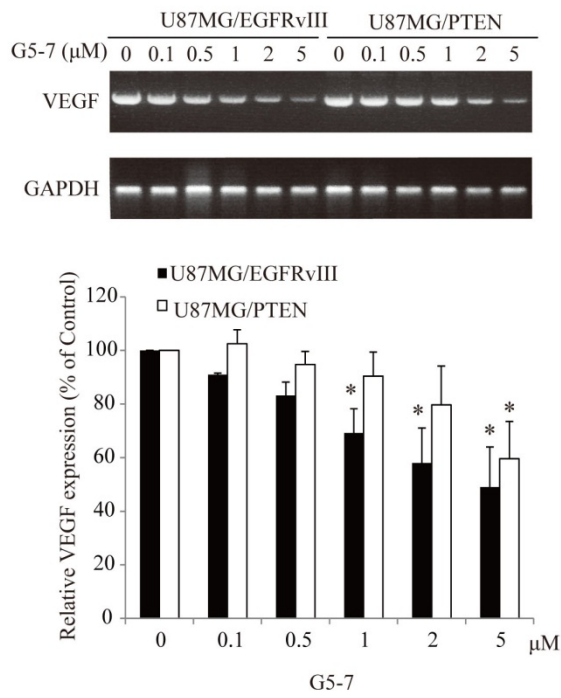 U87MG/EGFRvIII U87MG/PTEN
G5-7 (μM) 0 0.1 0.5 1 2 5 0 0.1 0.5 1 2 5
VEGF
GAPDH
Relative VEGF expression (% of Control)
U87MG/EGFRvIII
U87MG/PTEN
120
100
80
60
40
20
0
* * * *
0 0.1 0.5 1 2 5 μM
G5-7